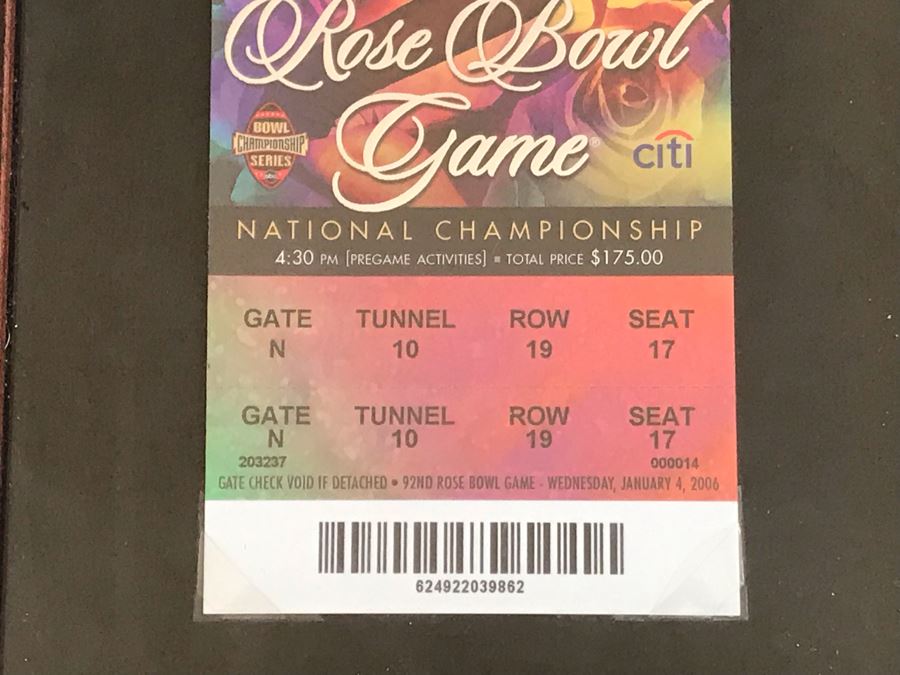 Rose Bowl
Game®
BOWL
CHAMPIONSHIP
SERIES
abc
citi
NATIONAL CHAMPIONSHIP
4:30 PM [PREGAME ACTIVITIES] ▪ TOTAL PRICE $175.00
GATE TUNNEL ROW SEAT
N 10 19 17
GATE TUNNEL ROW SEAT
N 10 19 17
203237 000014
GATE CHECK VOID IF DETACHED • 92ND ROSE BOWL GAME - WEDNESDAY, JANUARY 4, 2006
624922039862